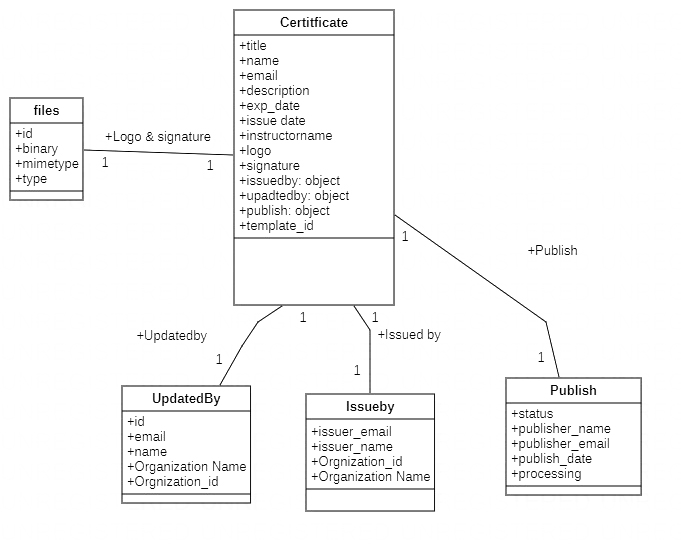 Certitficate
+title
+name
+email
+description
+exp_date
+issue date
+instructorname
+logo
+signature
+issuedby: object
+upadtedby: object
+publish: object
+template_id
files
+id
+binary
+mimetype
+type
+Logo & signature
1
1
1
+Publish
1
1
1
+Updatedby
+Issued by
1
1
UpdatedBy
+id
+email
+name
+Organization Name
+Orgnization_id
Issueby
+issuer_email
+issuer_name
+Orgnization_id
+Organization Name
Publish
+status
+publisher_name
+publisher_email
+publish_date
+processing